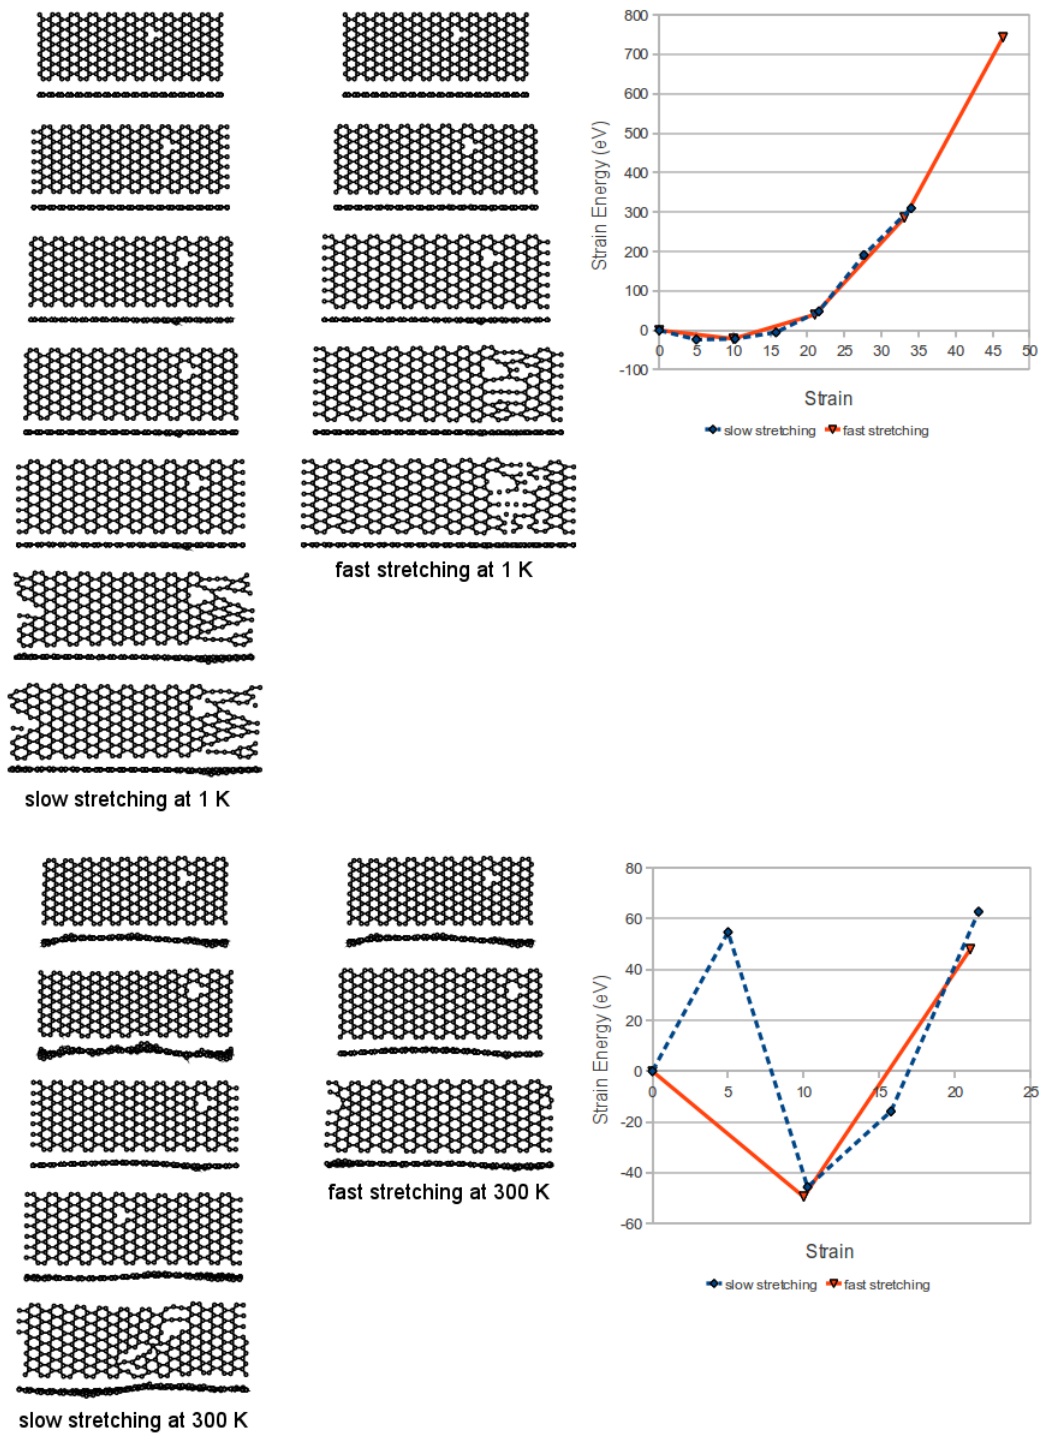 800
700
600
500
400
300
200
100
0
-100
0 5 10 15 20 25 30 35 40 45 50
Strain Energy (eV)
Strain
slow stretching fast stretching
fast stretching at 1 K
slow stretching at 1 K
80
60
40
20
0
-20
-40
-60
0 5 10 15 20 25
Strain Energy (eV)
Strain
slow stretching fast stretching
fast stretching at 300 K
slow stretching at 300 K